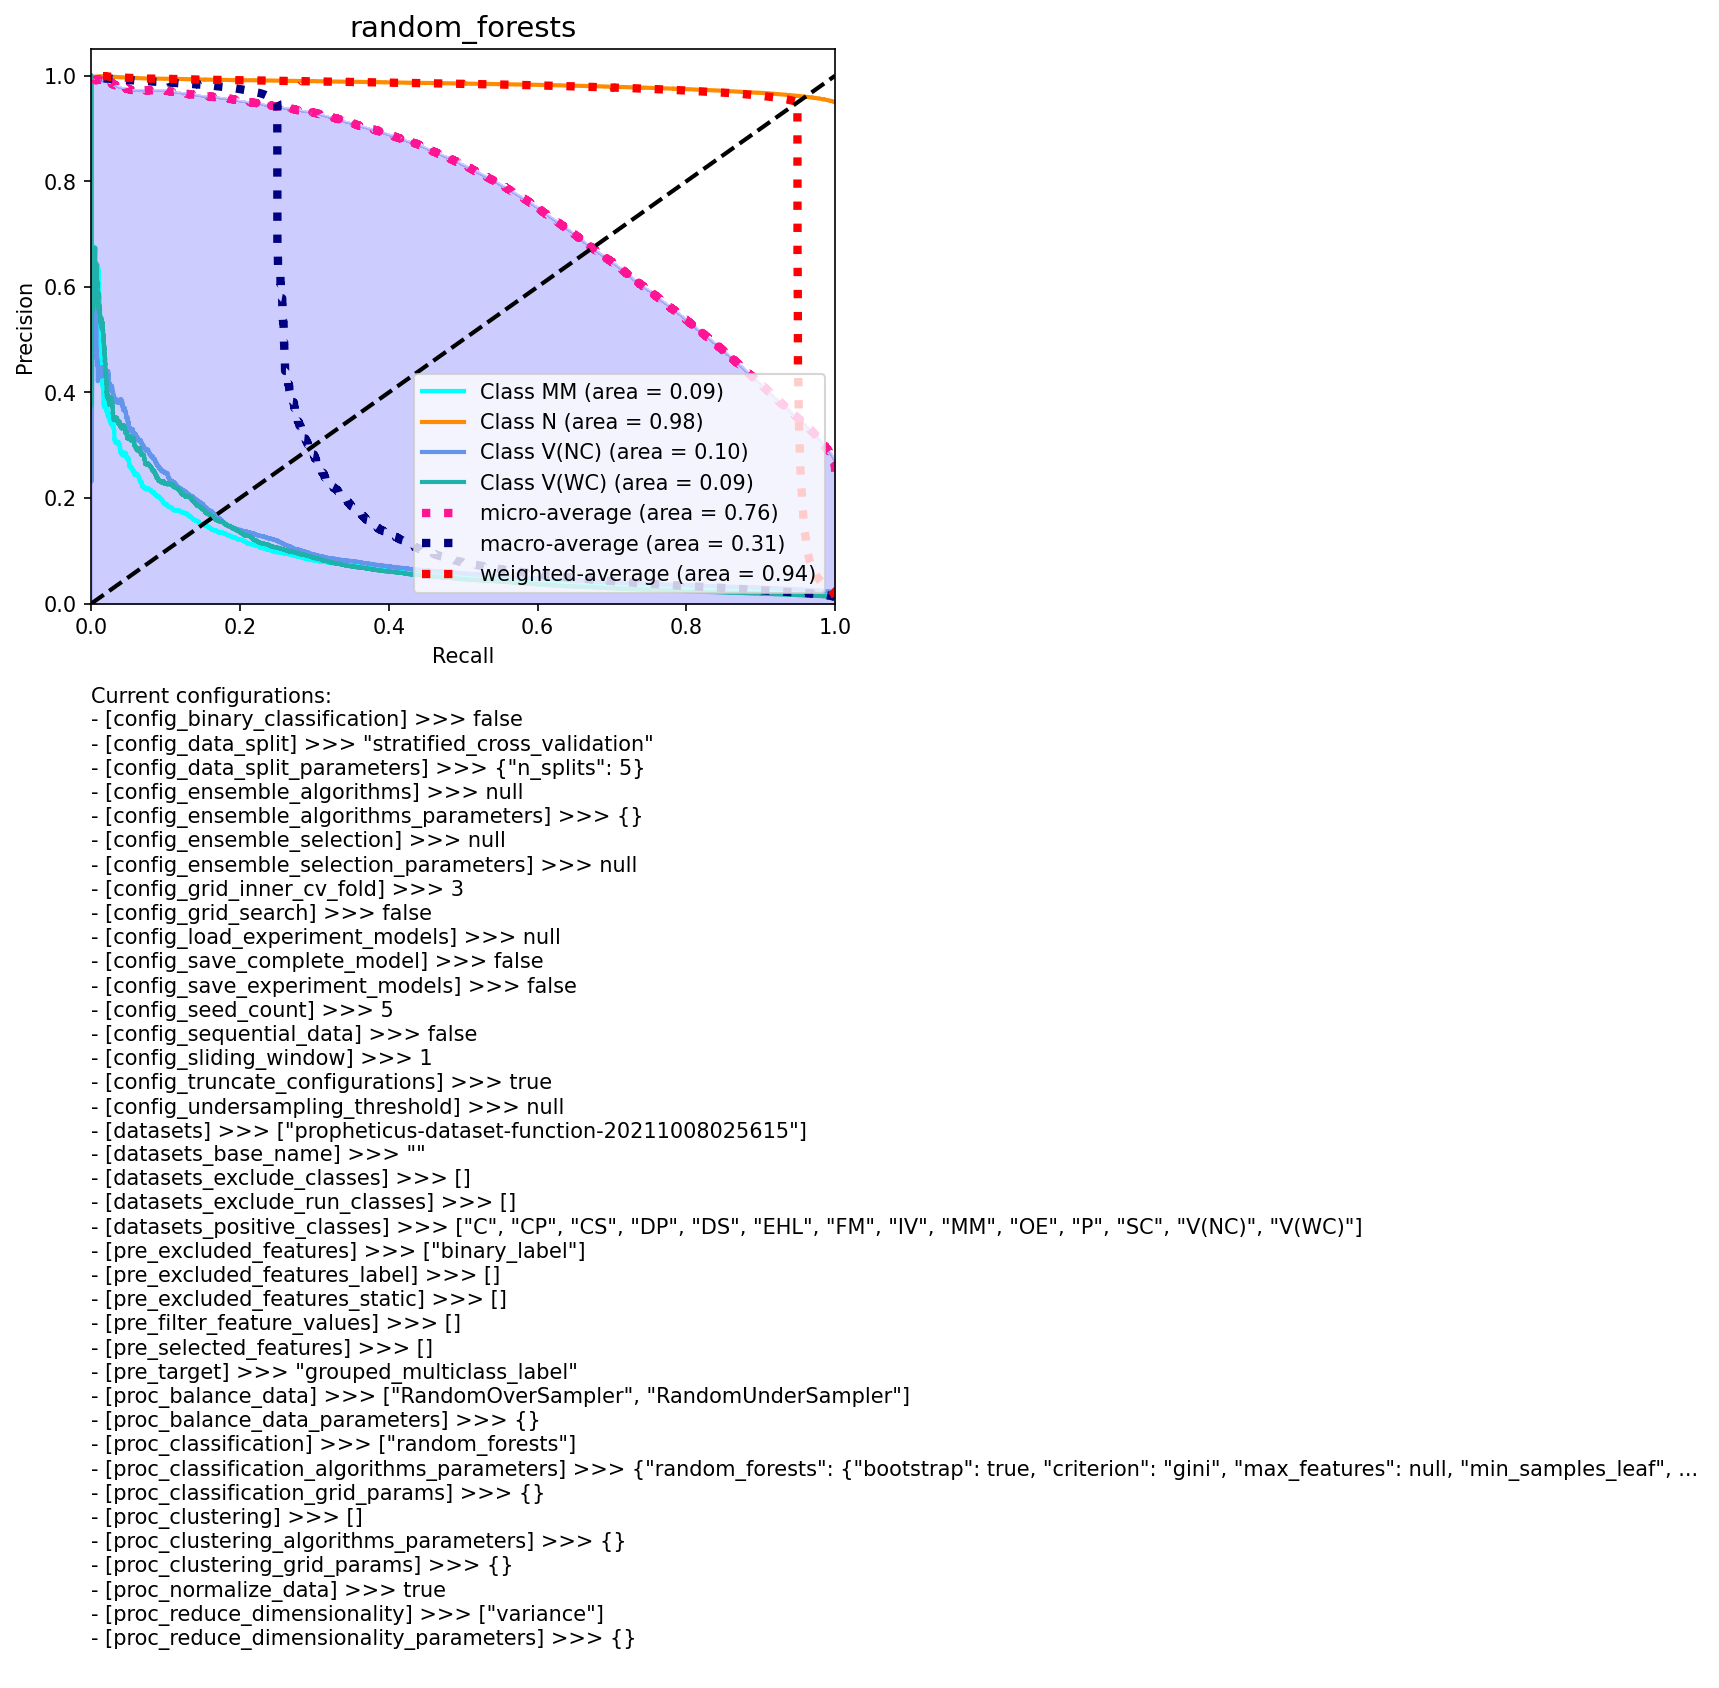 random_forests
1.0
0.8
0.6
0.4
0.2
0.0
Precision
0.0 0.2 0.4 0.6 0.8 1.0
Recall
Class MM (area = 0.09)
Class N (area = 0.98)
Class V(NC) (area = 0.10)
Class V(WC) (area = 0.09)
micro-average (area = 0.76)
macro-average (area = 0.31)
weighted-average (area = 0.94)
Current configurations:
- [config_binary_classification] >>> false
- [config_data_split] >>> "stratified_cross_validation"
- [config_data_split_parameters] >>> {"n_splits": 5}
- [config_ensemble_algorithms] >>> null
- [config_ensemble_algorithms_parameters] >>> {}
- [config_ensemble_selection] >>> null
- [config_ensemble_selection_parameters] >>> null
- [config_grid_inner_cv_fold] >>> 3
- [config_grid_search] >>> false
- [config_load_experiment_models] >>> null
- [config_save_complete_model] >>> false
- [config_save_experiment_models] >>> false
- [config_seed_count] >>> 5
- [config_sequential_data] >>> false
- [config_sliding_window] >>> 1
- [config_truncate_configurations] >>> true
- [config_undersampling_threshold] >>> null
- [datasets] >>> ["propheticus-dataset-function-20211008025615"]
- [datasets_base_name] >>> ""
- [datasets_exclude_classes] >>> []
- [datasets_exclude_run_classes] >>> []
- [datasets_positive_classes] >>> ["C", "CP", "CS", "DP", "DS", "EHL", "FM", "IV", "MM", "OE", "P", "SC", "V(NC)", "V(WC)"]
- [pre_excluded_features] >>> ["binary_label"]
- [pre_excluded_features_label] >>> []
- [pre_excluded_features_static] >>> []
- [pre_filter_feature_values] >>> []
- [pre_selected_features] >>> []
- [pre_target] >>> "grouped_multiclass_label"
- [proc_balance_data] >>> ["RandomOverSampler", "RandomUnderSampler"]
- [proc_balance_data_parameters] >>> {}
- [proc_classification] >>> ["random_forests"]
- [proc_classification_algorithms_parameters] >>> {"random_forests": {"bootstrap": true, "criterion": "gini", "max_features": null, "min_samples_leaf", ...
- [proc_classification_grid_params] >>> {}
- [proc_clustering] >>> []
- [proc_clustering_algorithms_parameters] >>> {}
- [proc_clustering_grid_params] >>> {}
- [proc_normalize_data] >>> true
- [proc_reduce_dimensionality] >>> ["variance"]
- [proc_reduce_dimensionality_parameters] >>> {}